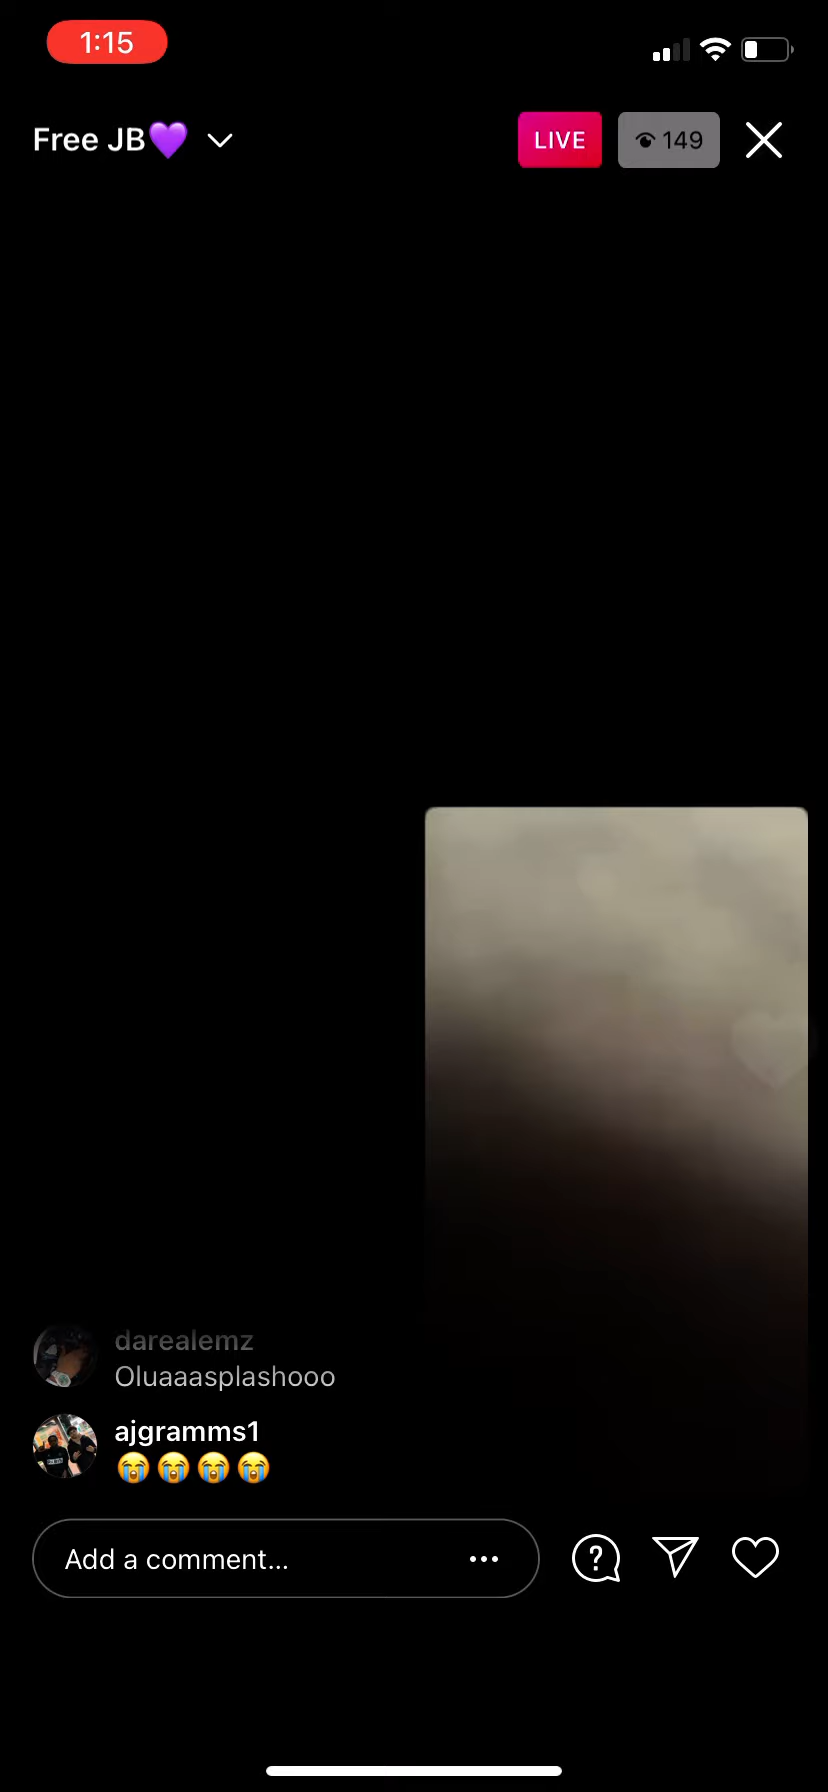 1:15
Free JB💜
LIVE
149
darealemz
Oluaaasplashooo
ajgramms1
😭😭😭😭
Add a comment...